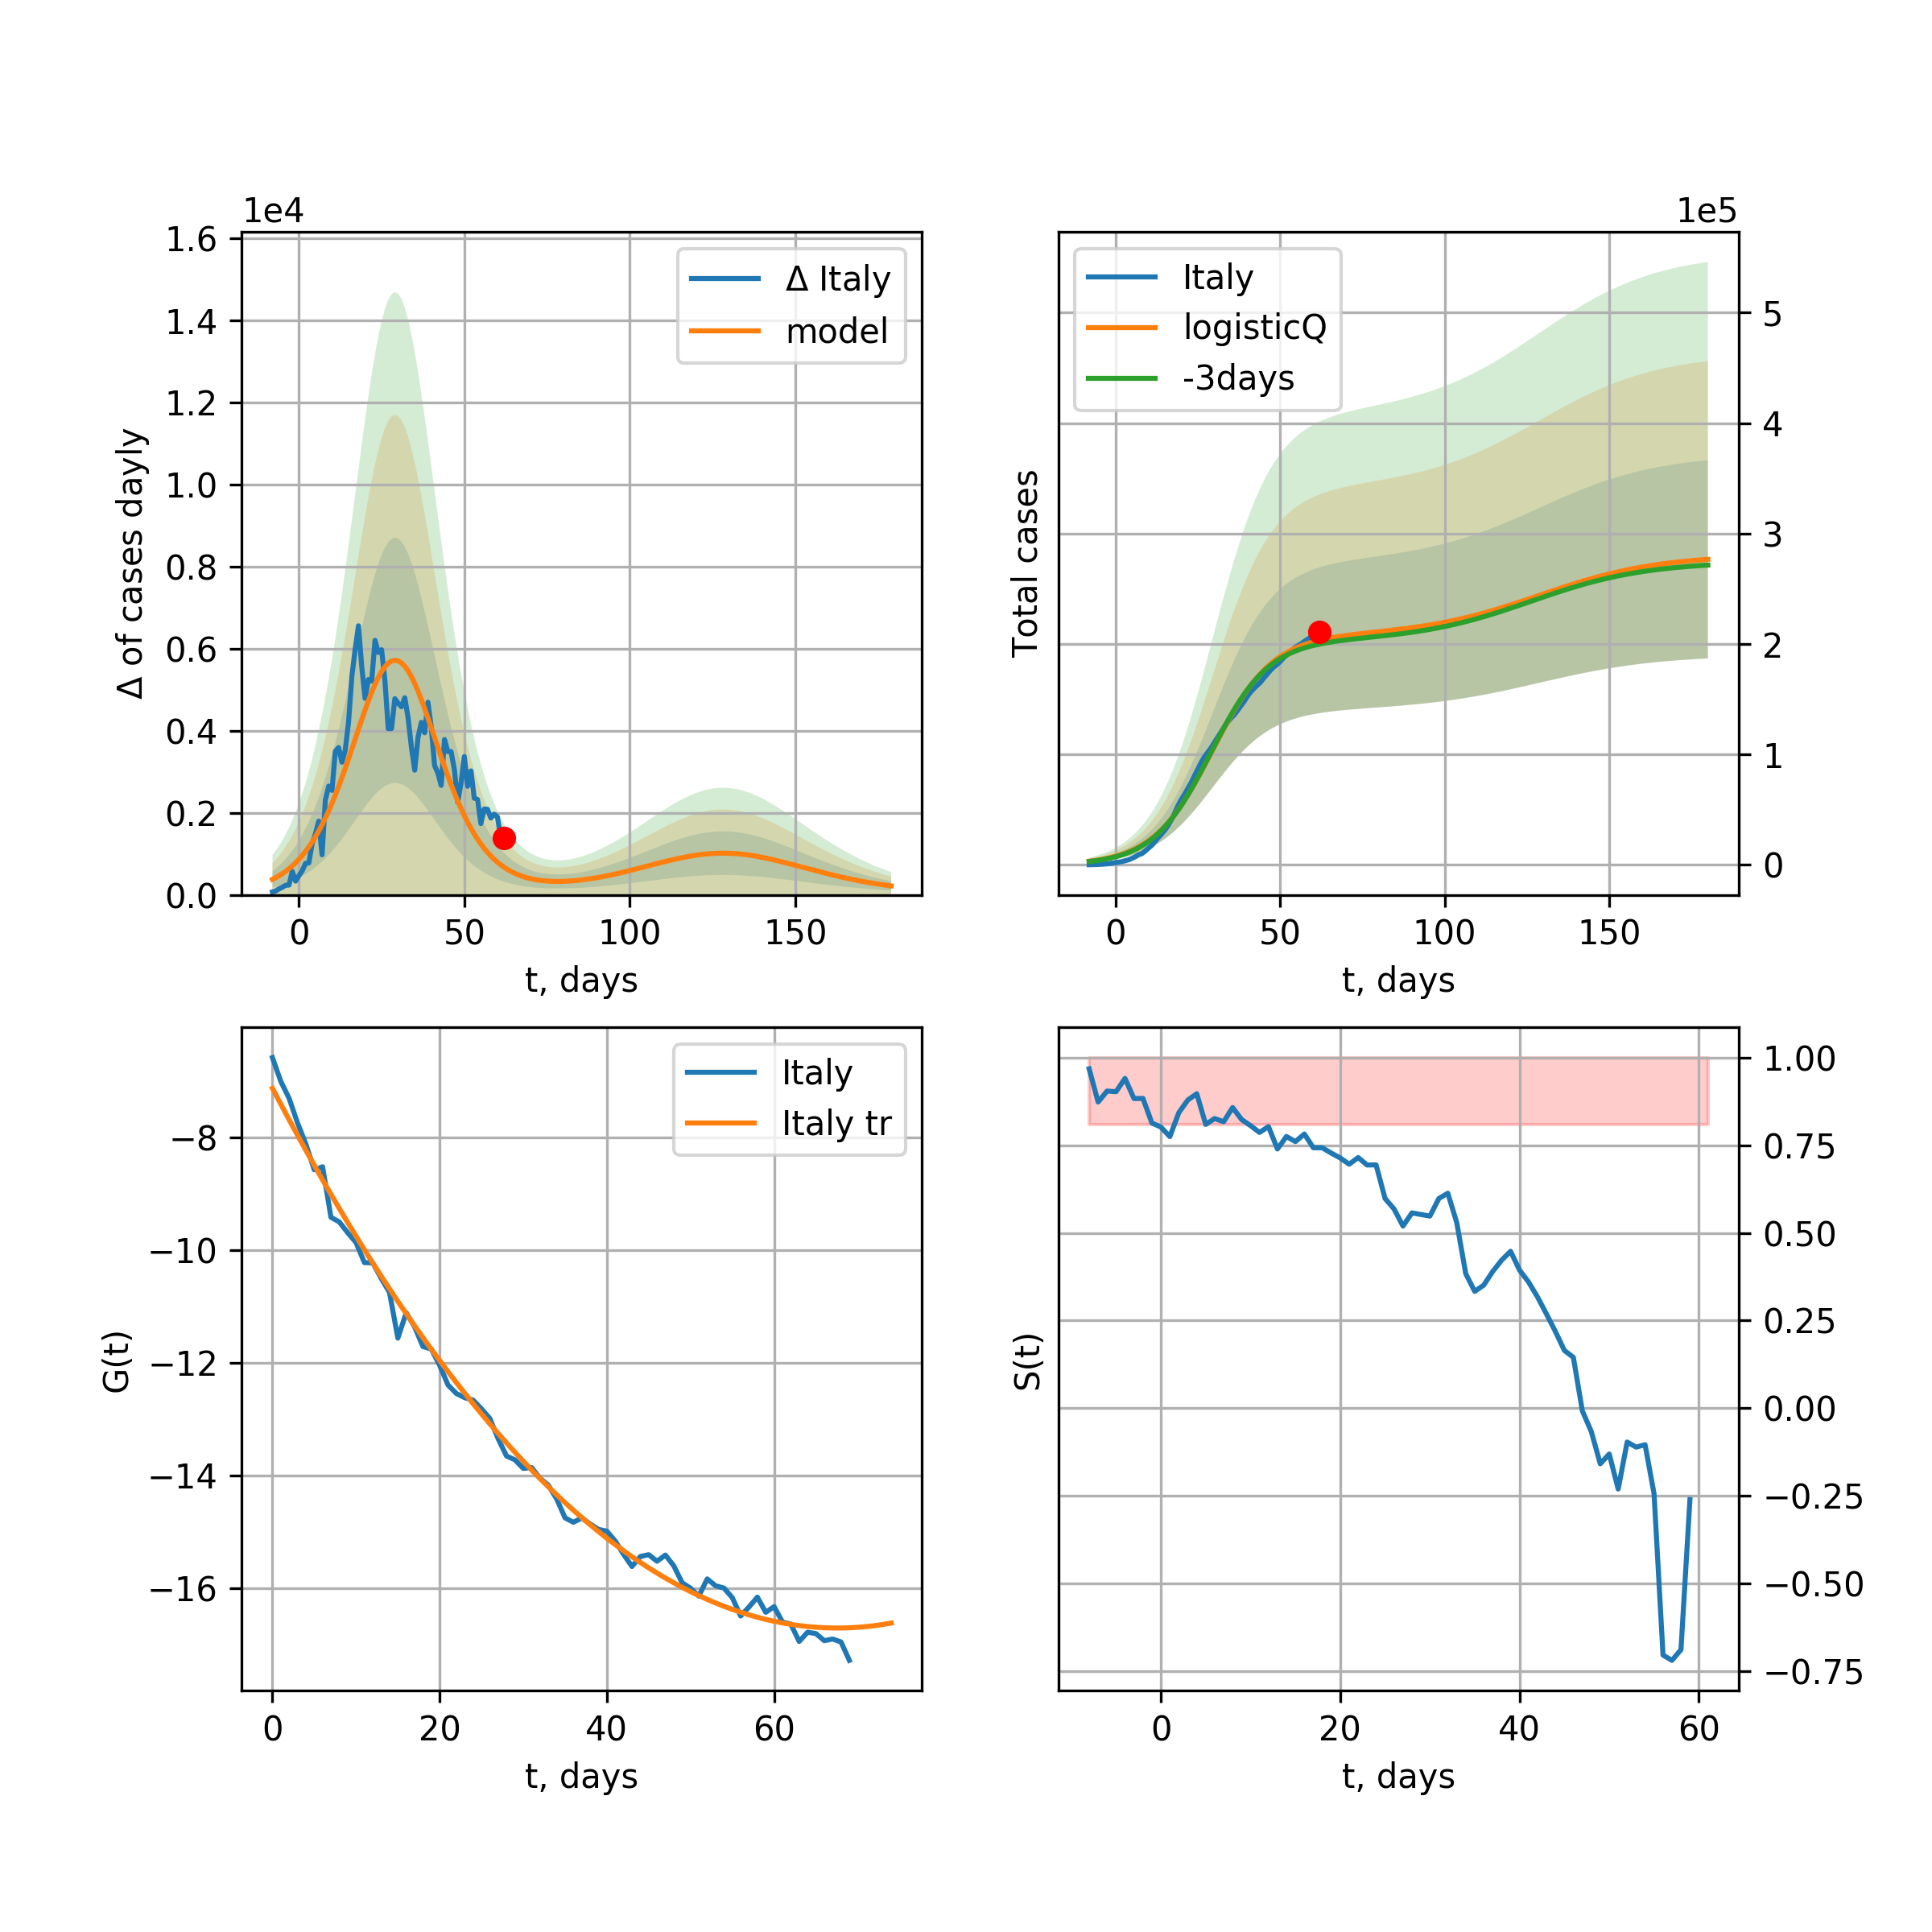 1e4
1.6
1.4
1.2
1.0
0.8
0.6
0.4
0.2
0.0
Δ of cases dayly
Δ Italy
model
0 50 100 150
t, days
1e5
Italy
logisticQ
-3days
Total cases
5
4
3
2
1
0
0 50 100 150
t, days
Italy
Italy tr
G(t)
−8
−10
−12
−14
−16
0 20 40 60
t, days
S(t)
1.00
0.75
0.50
0.25
0.00
−0.25
−0.50
−0.75
0 20 40 60
t, days